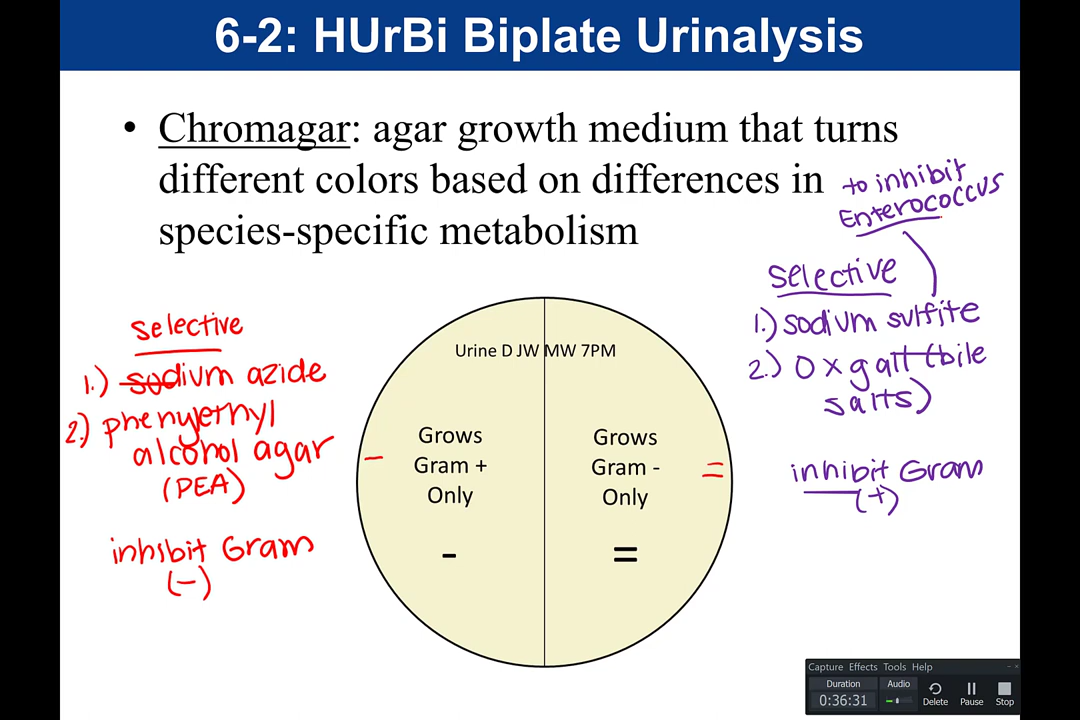 6-2: HUrBi Biplate Urinalysis
• Chromagar: agar growth medium that turns
different colors based on differences in
species-specific metabolism
to inhibit
Enterococcus
selective
1.) sodium sulfite
2.) Oxgall (bile
salts)
inhibit Gram
(+)
selective
1.) sodium azide
2.) phenyethyl
alcohol agar
(PEA)
inhibit Gram
(-)
Urine D JW MW 7PM
Grows
Gram +
Only
-
Grows
Gram -
Only
=
-
=
Capture Effects Tools Help
Duration
0:36:31
Audio
Delete
Pause
Stop